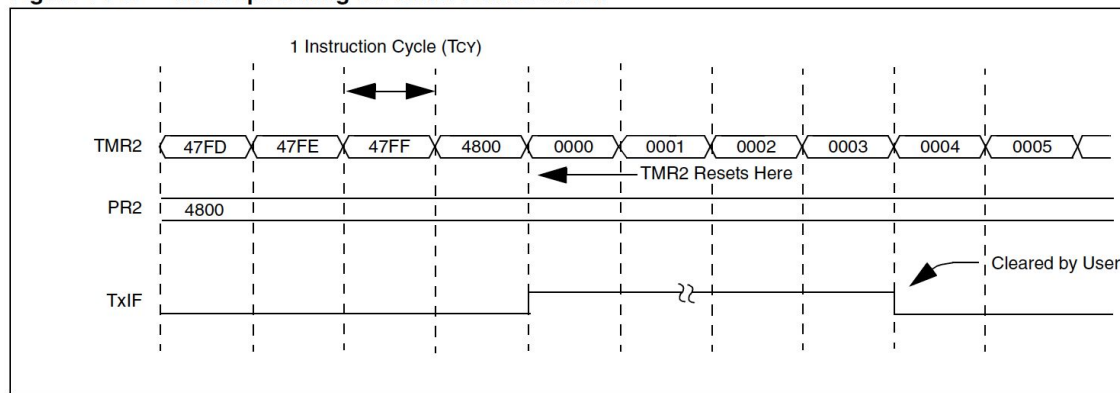 1 Instruction Cycle (TCY)
TMR2 47FD 47FE 47FF 4800 0000 0001 0002 0003 0004 0005
TMR2 Resets Here
PR2 4800
Cleared by User
TxIF